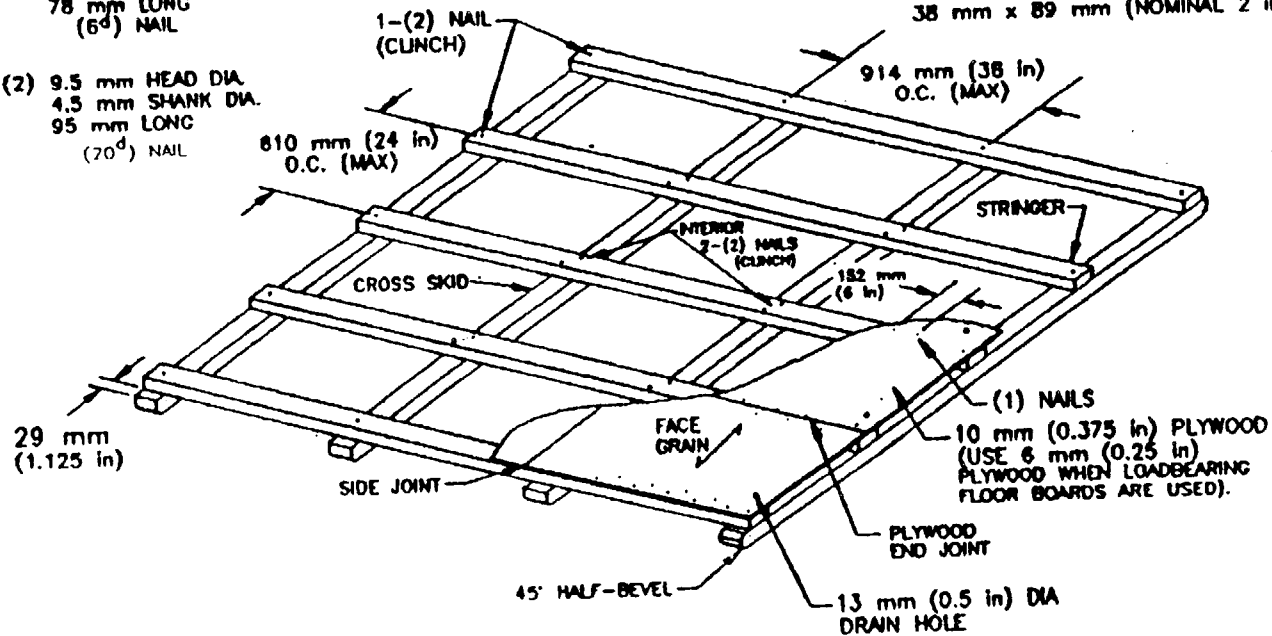 78 mm LONG
(6d) NAIL
(2) 9.5 mm HEAD DIA.
4.5 mm SHANK DIA.
95 mm LONG
(20d) NAIL
1-(2) NAIL
(CLINCH)
38 mm x 89 mm (NOMINAL 2
914 mm (36 in)
O.C. (MAX)
610 mm (24 in)
O.C. (MAX)
STRINGER
INTERIOR
2-(2) NAILS
(CLINCH)
152 mm
(6 in)
CROSS SKID
29 mm
(1.125 in)
(1) NAILS
FACE
GRAIN
10 mm (0.375 in) PLYWOOD
(USE 6 mm (0.25 in)
PLYWOOD WHEN LOADBEARING
FLOOR BOARDS ARE USED).
SIDE JOINT
PLYWOOD
END JOINT
45° HALF-BEVEL
13 mm (0.5 in) DIA
DRAIN HOLE